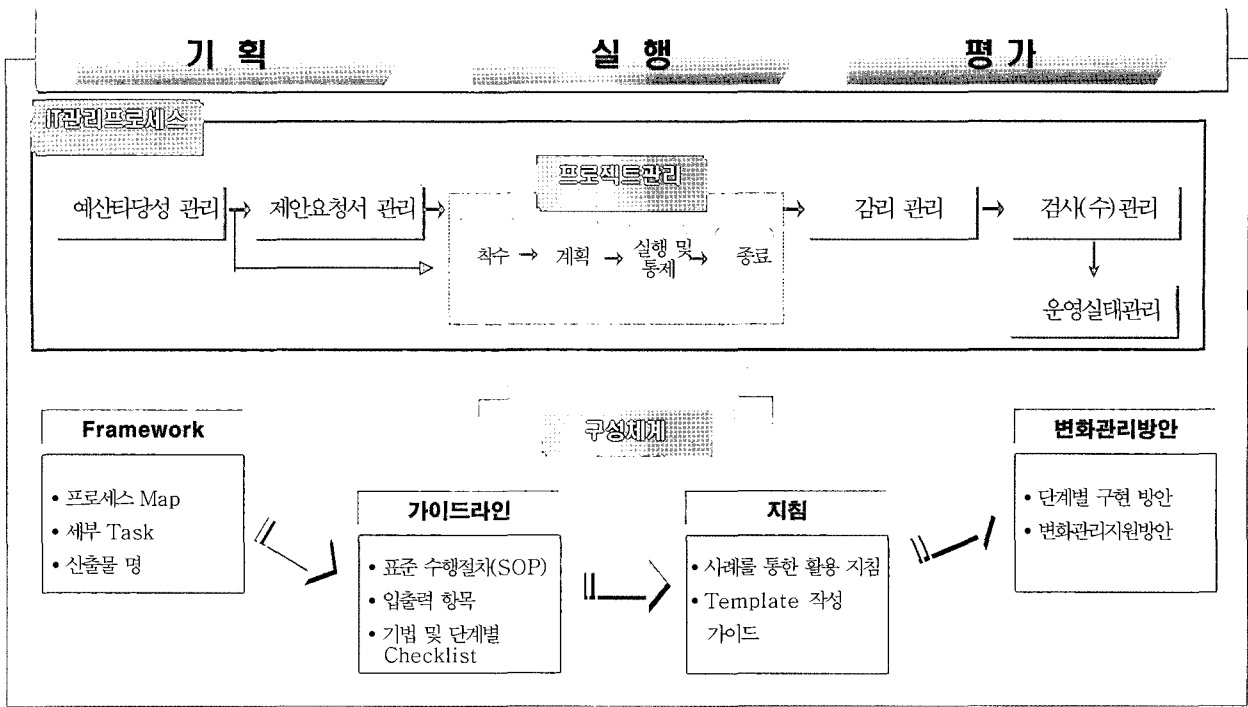 기 획
실 행
평 가
IT관리프로세스
프로젝트관리
예산타당성 관리
제안요청서 관리
착수
계획
실행 및
통제
종료
감리 관리
검사(수)관리
운영실태관리
구성체계
Framework
• 프로세스 Map
• 세부 Task
• 산출물 명
가이드라인
• 표준 수행절차(SOP)
• 입출력 항목
• 기법 및 단계별
Checklist
지침
• 사례를 통한 활용 지침
• Template 작성
가이드
변화관리방안
• 단계별 구현 방안
• 변화관리지원방안